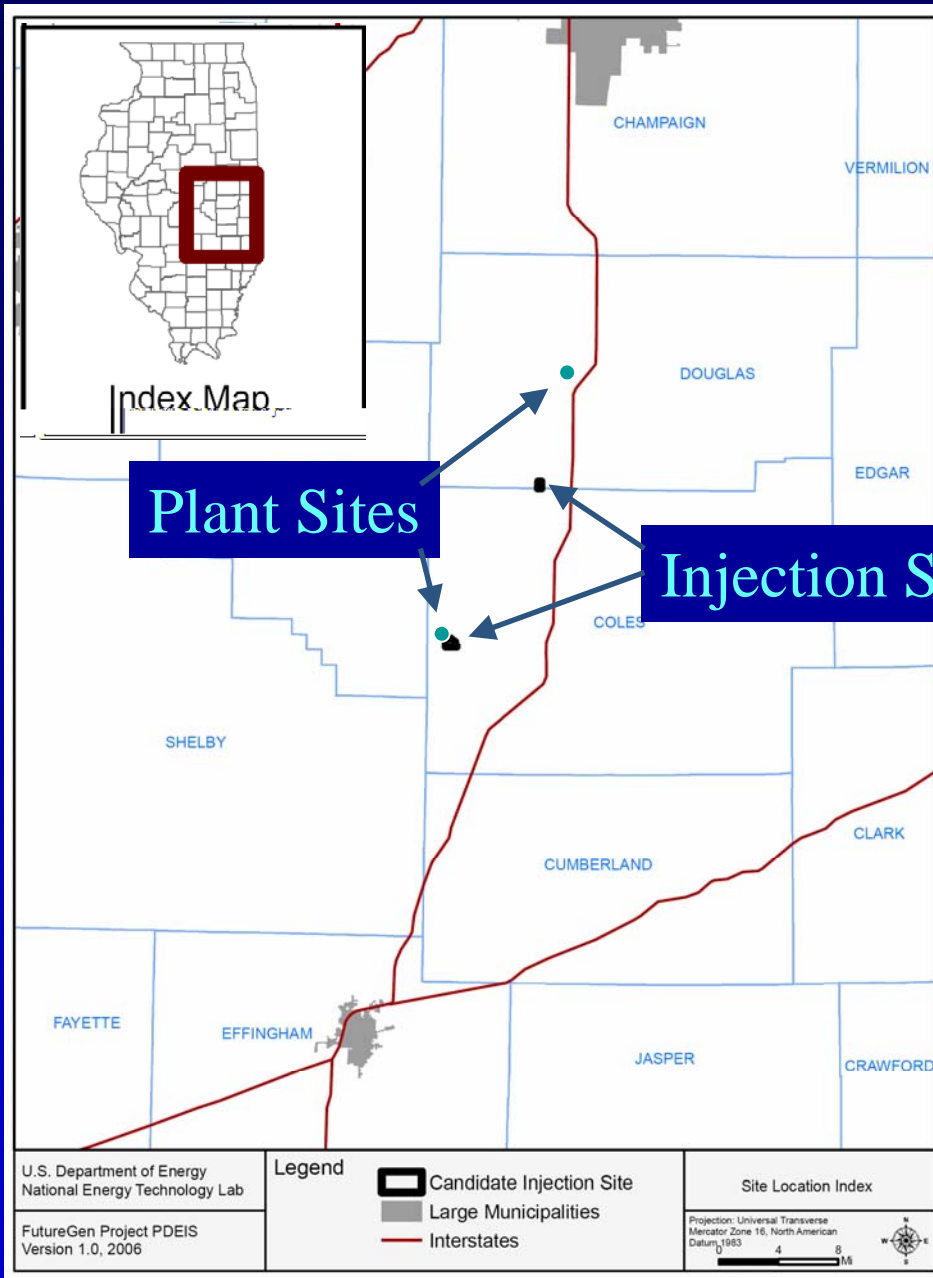 CHAMPAIGN
VERMILION
Index Map
DOUGLAS
EDGAR
Plant Sites
Injection S
COLES
SHELBY
CLARK
CUMBERLAND
FAYETTE
EFFINGHAM
JASPER
CRAWFORD
U.S. Department of Energy
National Energy Technology Lab
FutureGen Project PDEIS
Version 1.0, 2006
Legend
Candidate Injection Site
Large Municipalities
Interstates
Site Location Index
Projection: Universal Transverse
Mercator Zone 16, North American
Datum 1983
0 4 8
Mi
N
W E
S